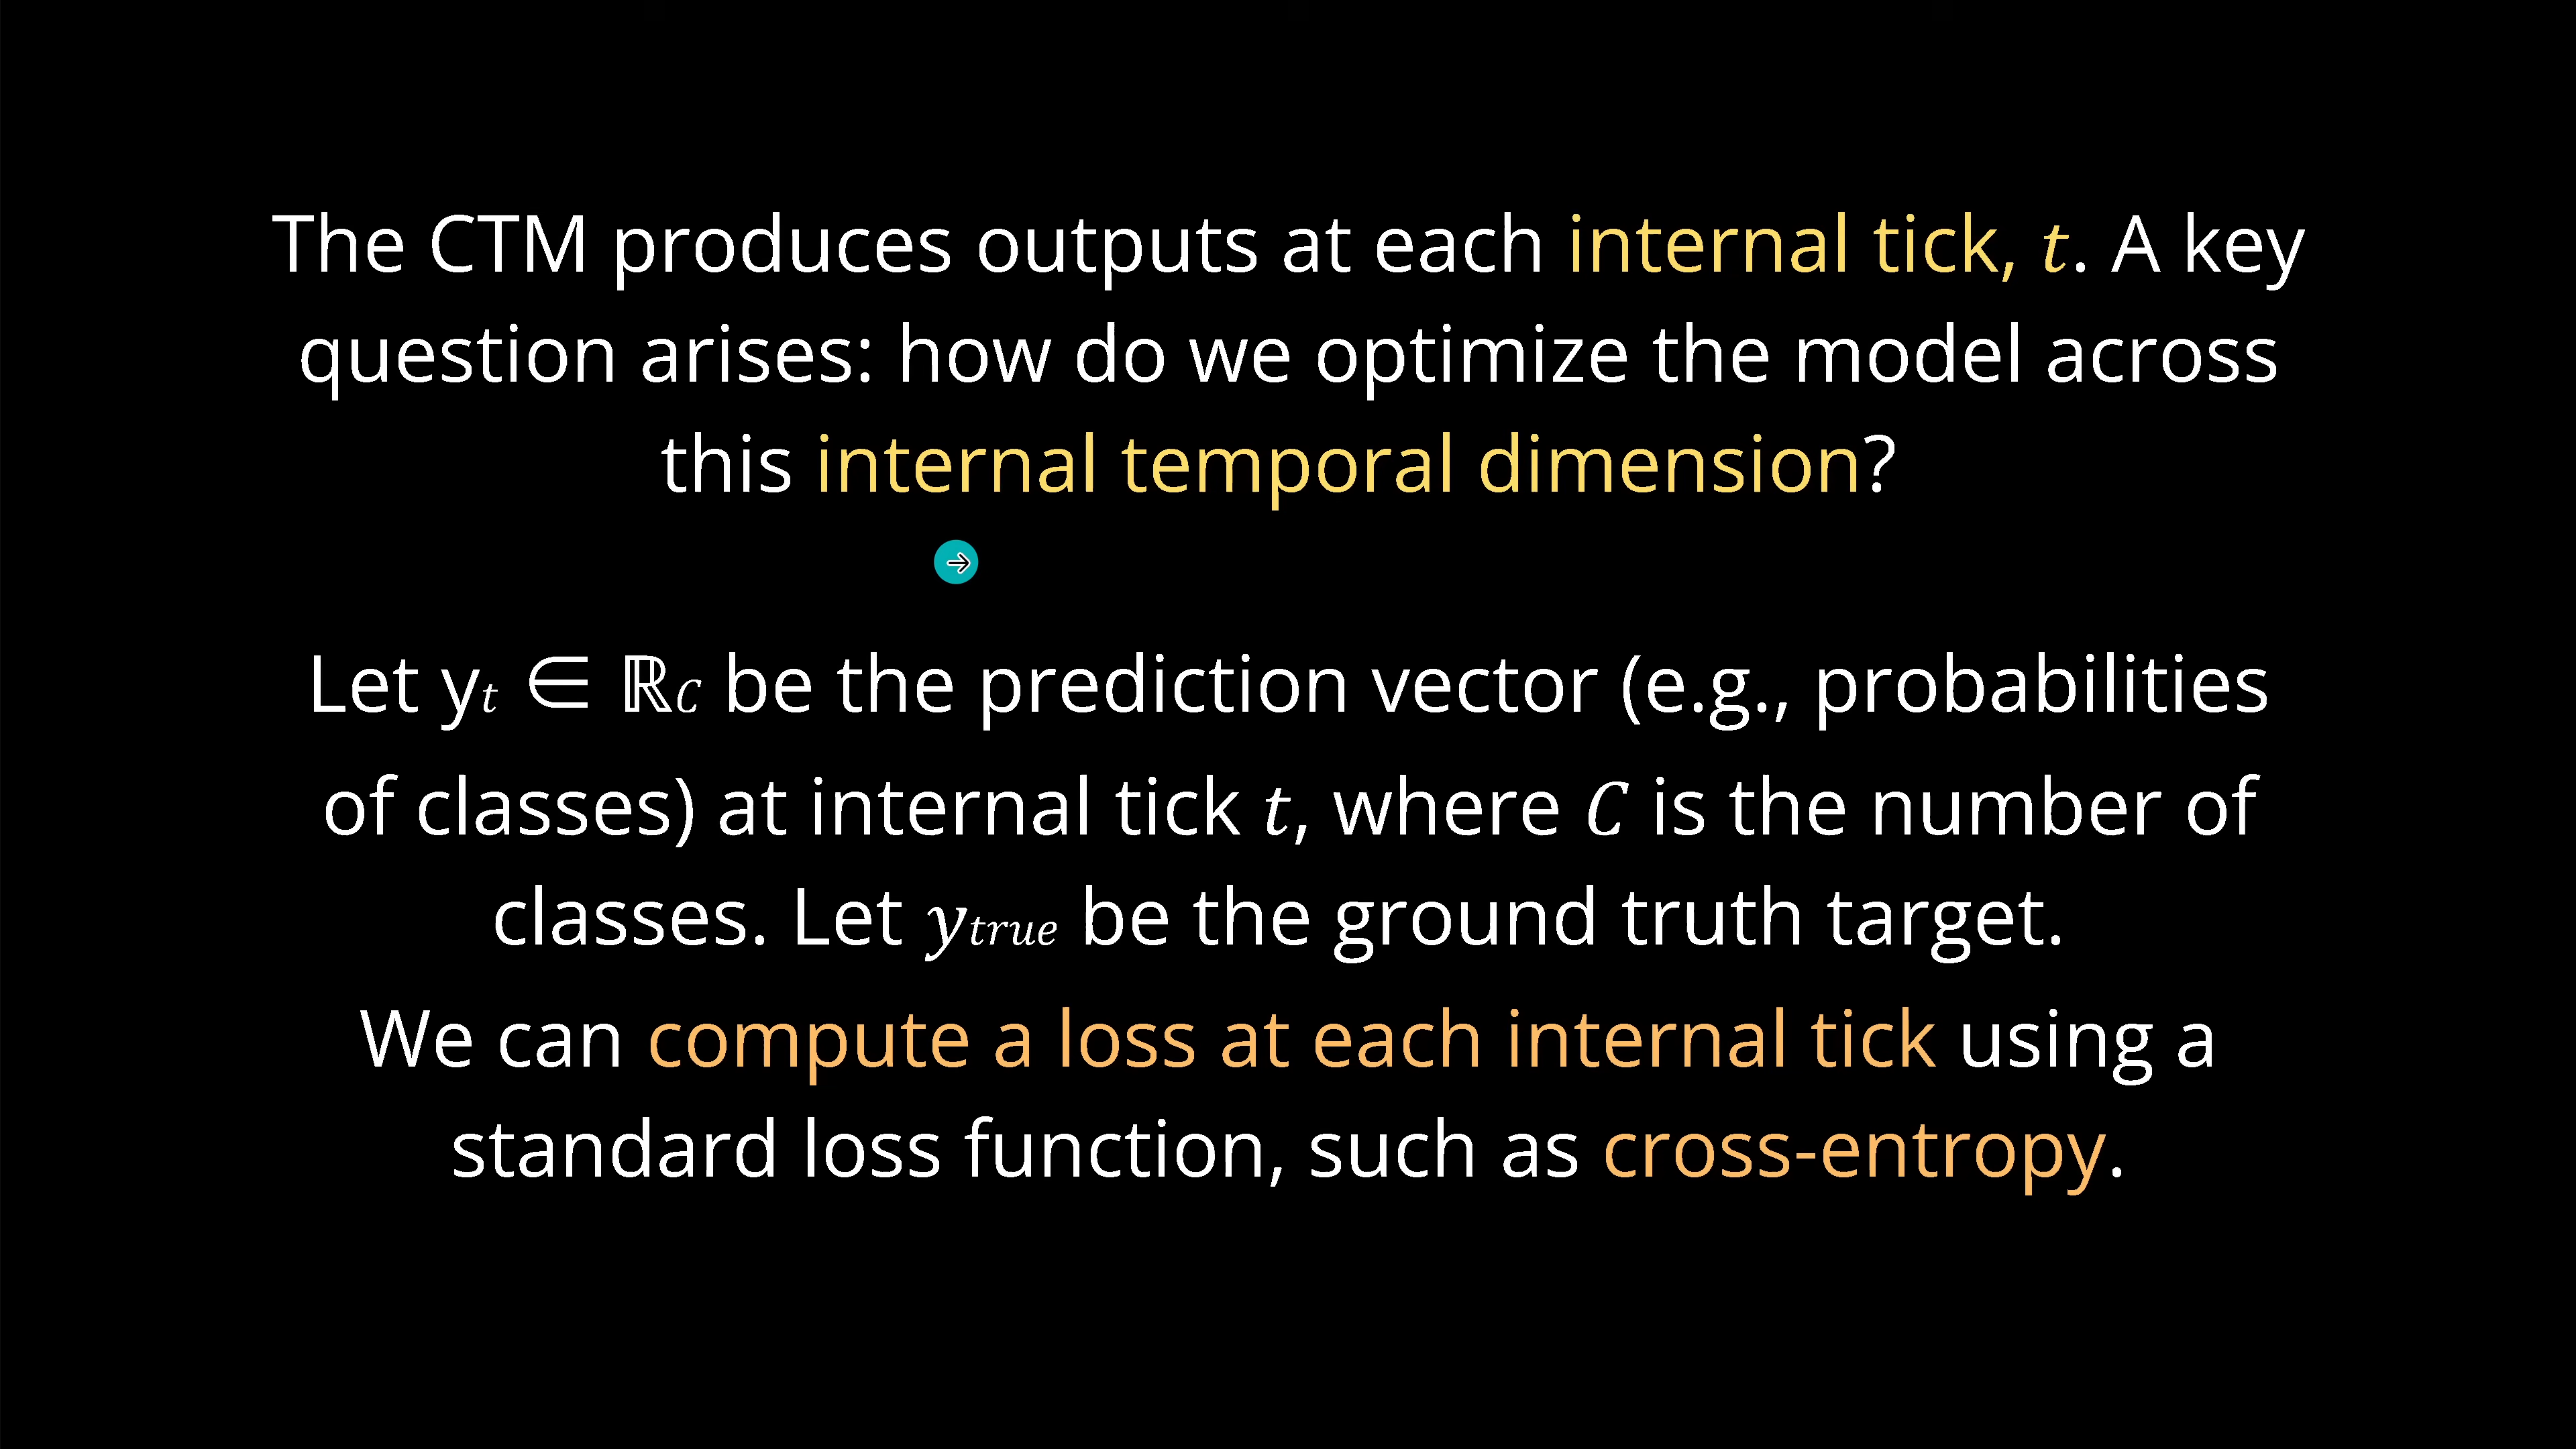 The CTM produces outputs at each internal tick, t. A key
question arises: how do we optimize the model across
this internal temporal dimension?
Let yₜ ∈ ℝ_C be the prediction vector (e.g., probabilities
of classes) at internal tick t, where C is the number of
classes. Let y_true be the ground truth target.
We can compute a loss at each internal tick using a
standard loss function, such as cross-entropy.